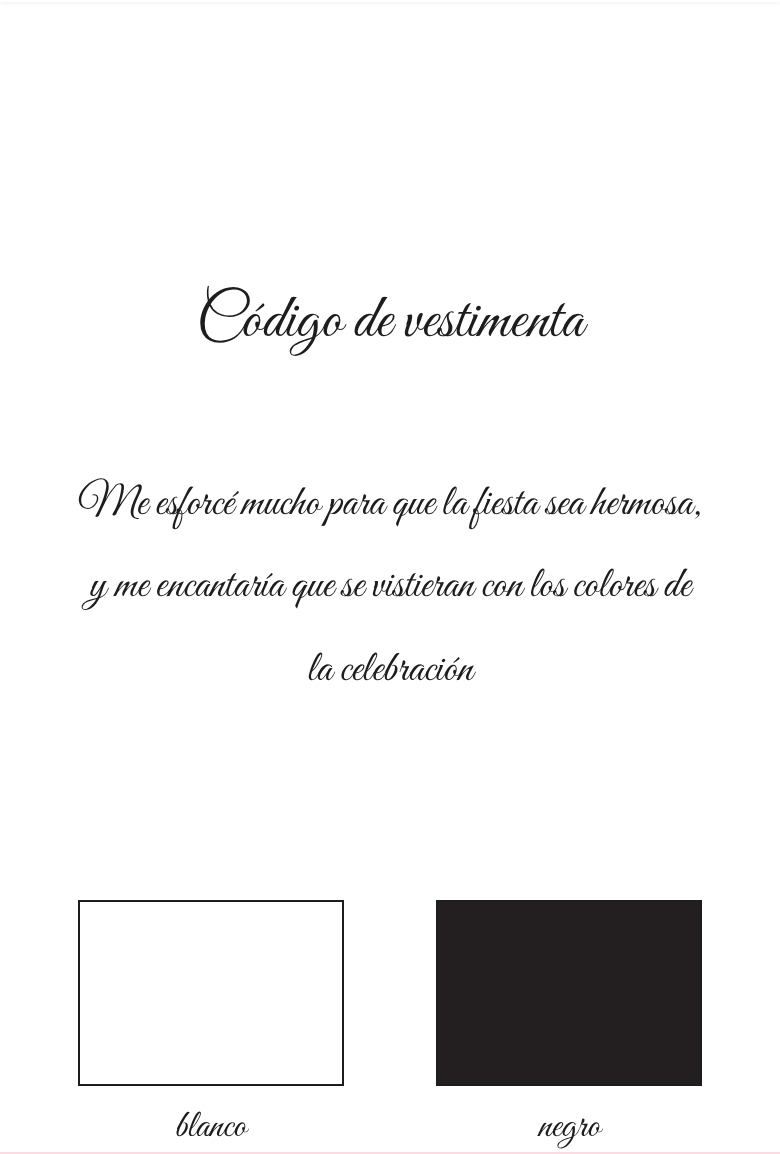 Código de vestimenta
Me esforcé mucho para que la fiesta sea hermosa,
y me encantaría que se vistieran con los colores de
la celebración
blanco
negro